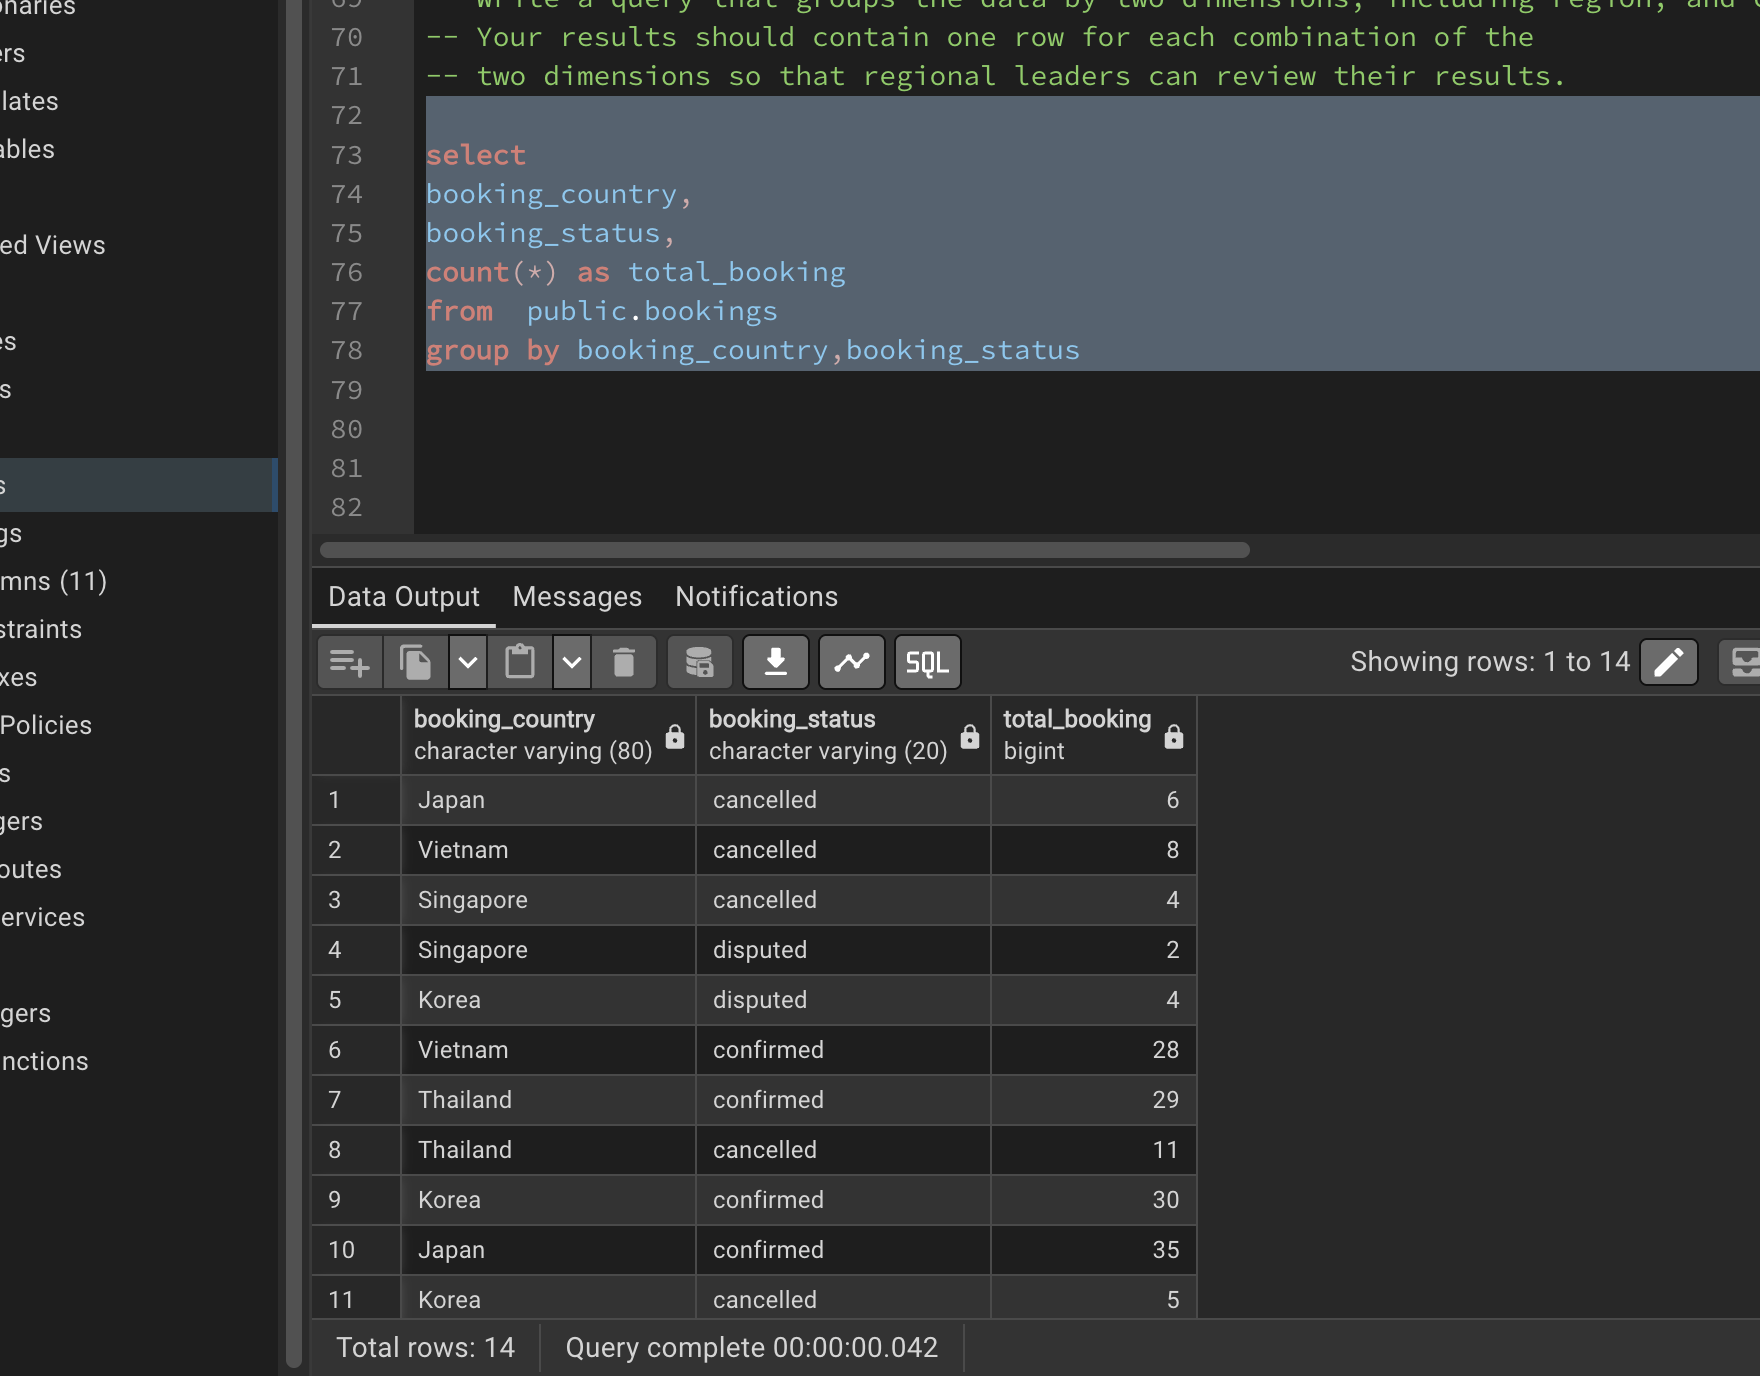 ers
lates
ables
ed Views
mns (11)
straints
xes
Policies
gers
outes
ervices
gers
nctions
70 -- Your results should contain one row for each combination of the
71 -- two dimensions so that regional leaders can review their results.
72
73 select
74 booking_country,
75 booking_status,
76 count(*) as total_booking
77 from  public.bookings
78 group by booking_country,booking_status
79
80
81
82
Data Output Messages Notifications
SQL Showing rows: 1 to 14
booking_country booking_status total_booking
character varying (80) character varying (20) bigint
1 Japan cancelled 6
2 Vietnam cancelled 8
3 Singapore cancelled 4
4 Singapore disputed 2
5 Korea disputed 4
6 Vietnam confirmed 28
7 Thailand confirmed 29
8 Thailand cancelled 11
9 Korea confirmed 30
10 Japan confirmed 35
11 Korea cancelled 5
Total rows: 14 Query complete 00:00:00.042